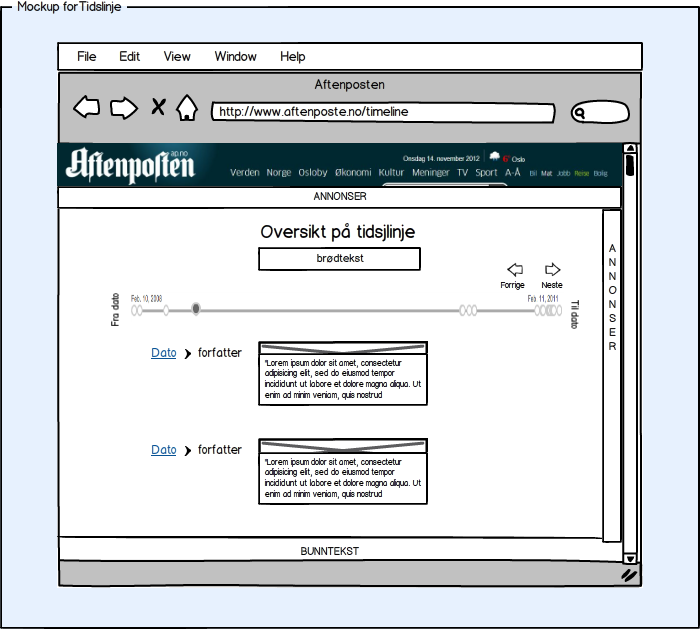 Mockup for Tidslinje
File Edit View Window Help
Aftenposten
http://www.aftenposte.no/timeline
Aftenposten
ap.no
Onsdag 14. november 2012 Oslo
Verden Norge Osloby Økonomi Kultur Meninger TV Sport A-Å Bil Mat Jobb Reise Bolig
ANNONSER
Oversikt på tidsjlinje
brødtekst
Forrige Neste
Feb. 10, 2008 Feb. 11, 2011
Fra dato
Til dato
ANNONSER
Dato forfatter
"Lorem ipsum dolor sit amet, consectetur
adipisicing elit, sed do eiusmod tempor
incididunt ut labore et dolore magna aliqua. Ut
enim ad minim veniam, quis nostrud
Dato forfatter
"Lorem ipsum dolor sit amet, consectetur
adipisicing elit, sed do eiusmod tempor
incididunt ut labore et dolore magna aliqua. Ut
enim ad minim veniam, quis nostrud
BUNNTEKST